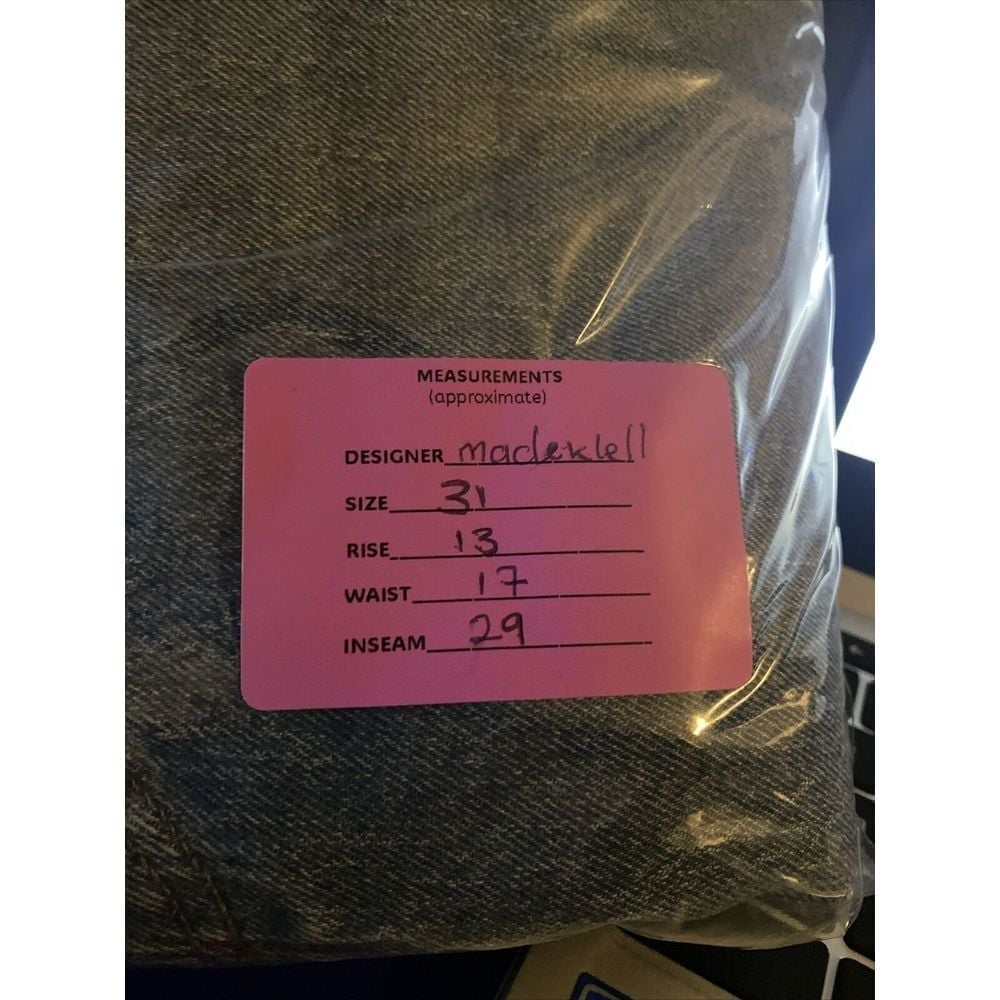 MEASUREMENTS
(approximate)
DESIGNER madewell
SIZE 31
RISE 13
WAIST 17
INSEAM 29